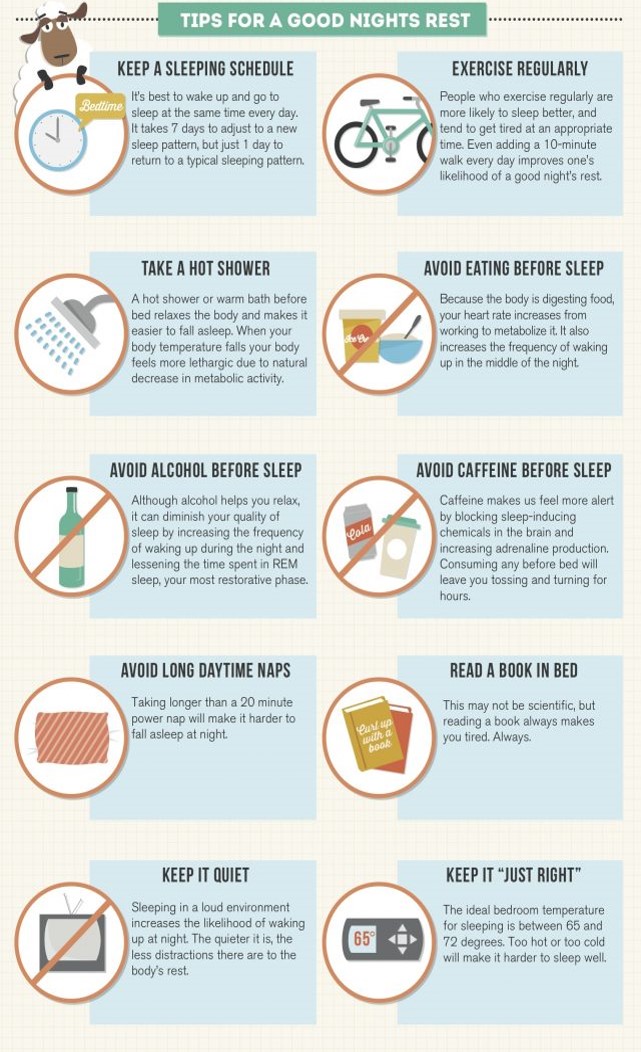 TIPS FOR A GOOD NIGHTS REST
KEEP A SLEEPING SCHEDULE
Bedtime
It's best to wake up and go to
sleep at the same time every day.
It takes 7 days to adjust to a new
sleep pattern, but just 1 day to
return to a typical sleeping pattern.
EXERCISE REGULARLY
People who exercise regularly are
more likely to sleep better, and
tend to get tired at an appropriate
time. Even adding a 10-minute
walk every day improves one's
likelihood of a good night's rest.
TAKE A HOT SHOWER
A hot shower or warm bath before
bed relaxes the body and makes it
easier to fall asleep. When your
body temperature falls your body
feels more lethargic due to natural
decrease in metabolic activity.
AVOID EATING BEFORE SLEEP
Because the body is digesting food,
your heart rate increases from
working to metabolize it. It also
increases the frequency of waking
up in the middle of the night.
AVOID ALCOHOL BEFORE SLEEP
Although alcohol helps you relax,
it can diminish your quality of
sleep by increasing the frequency
of waking up during the night and
lessening the time spent in REM
sleep, your most restorative phase.
AVOID CAFFEINE BEFORE SLEEP
Cola
Caffeine makes us feel more alert
by blocking sleep-inducing
chemicals in the brain and
increasing adrenaline production.
Consuming any before bed will
leave you tossing and turning for
hours.
AVOID LONG DAYTIME NAPS
Taking longer than a 20 minute
power nap will make it harder to
fall asleep at night.
READ A BOOK IN BED
Curl up
with a
book
This may not be scientific, but
reading a book always makes
you tired. Always.
KEEP IT QUIET
Sleeping in a loud environment
increases the likelihood of waking
up at night. The quieter it is, the
less distractions there are to the
body's rest.
KEEP IT "JUST RIGHT"
65°
The ideal bedroom temperature
for sleeping is between 65 and
72 degrees. Too hot or too cold
will make it harder to sleep well.